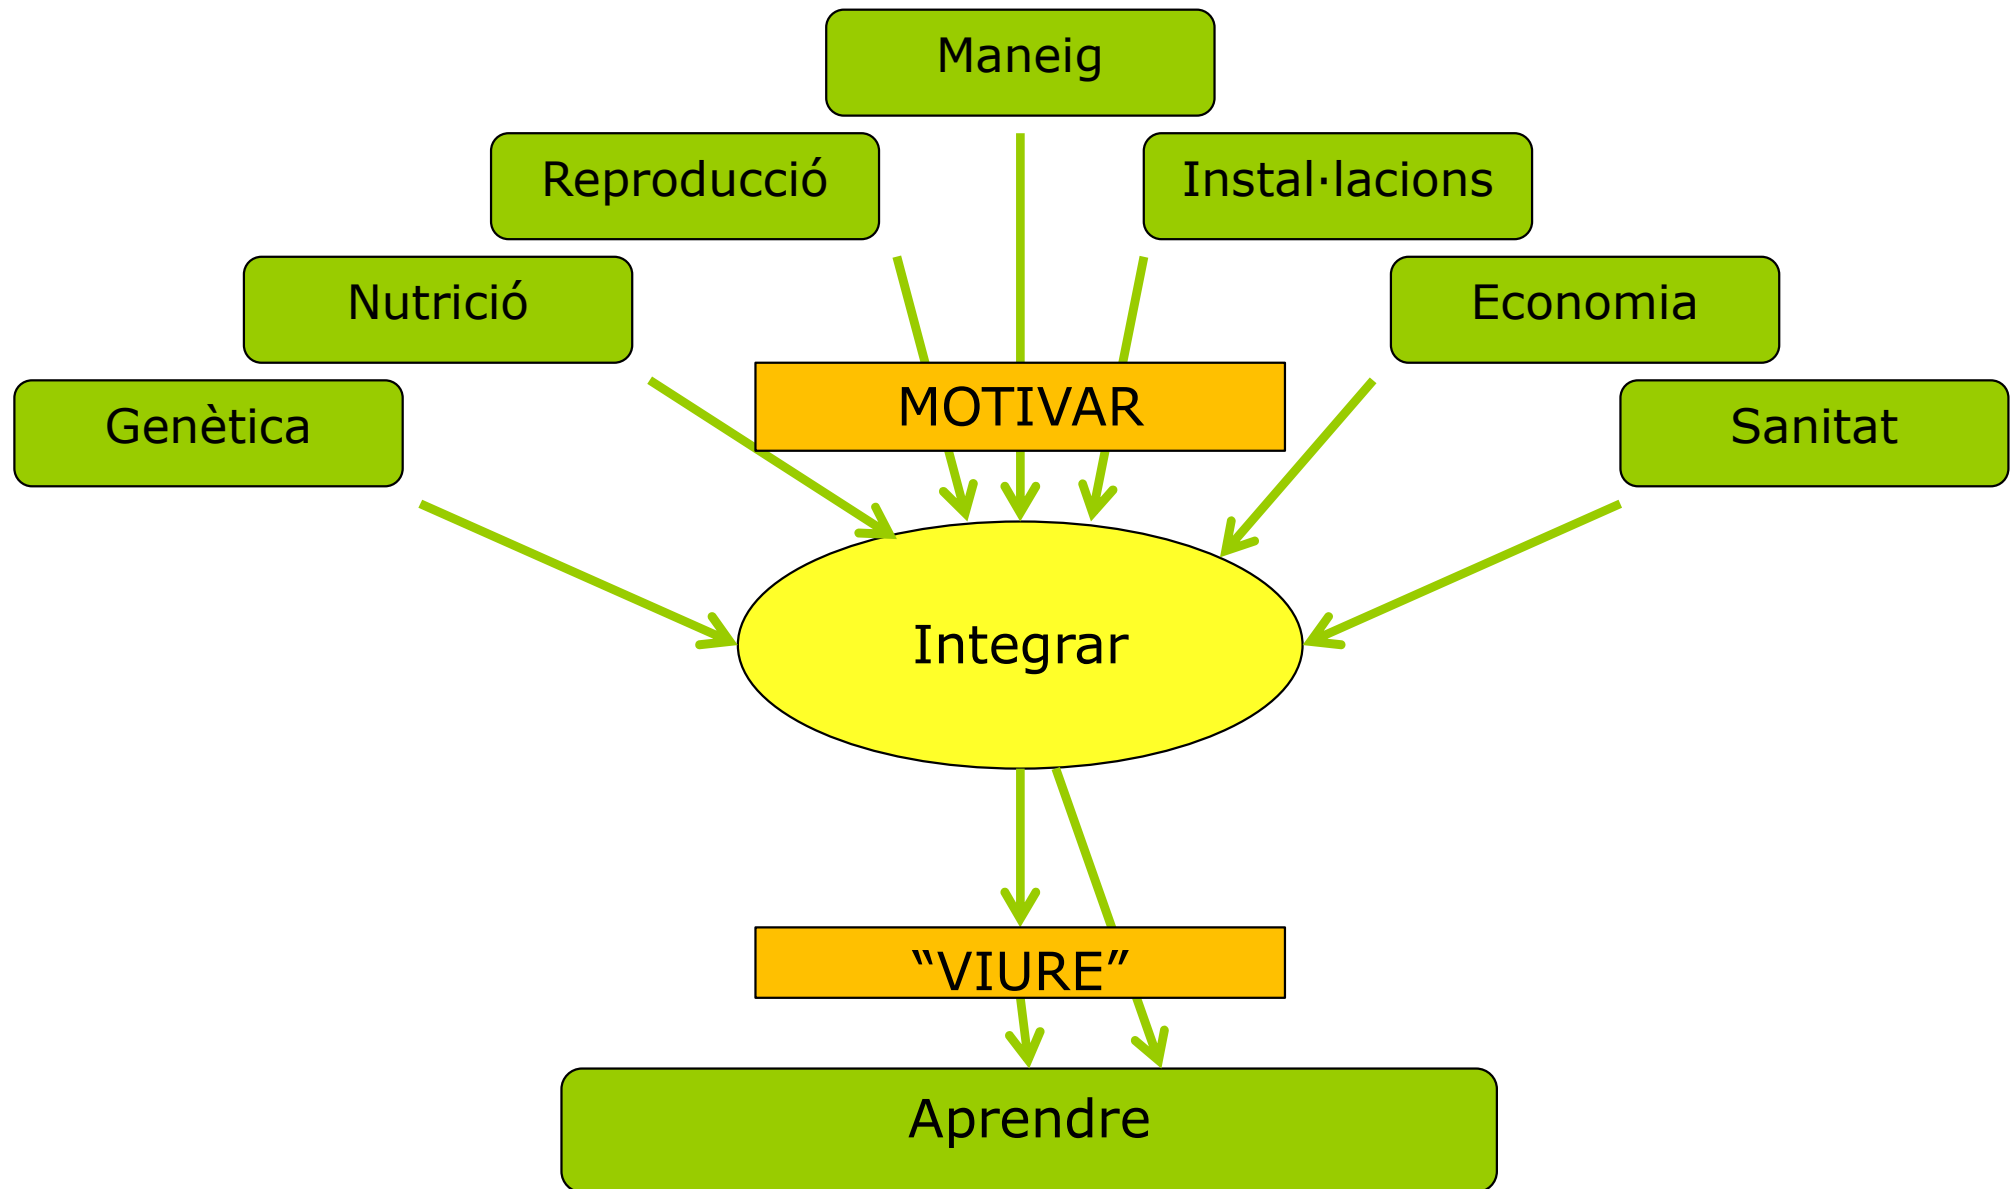 Maneig
Reproducció
Instal·lacions
Nutrició
Economia
MOTIVAR
Genètica
Sanitat
Integrar
“VIURE”
Aprendre